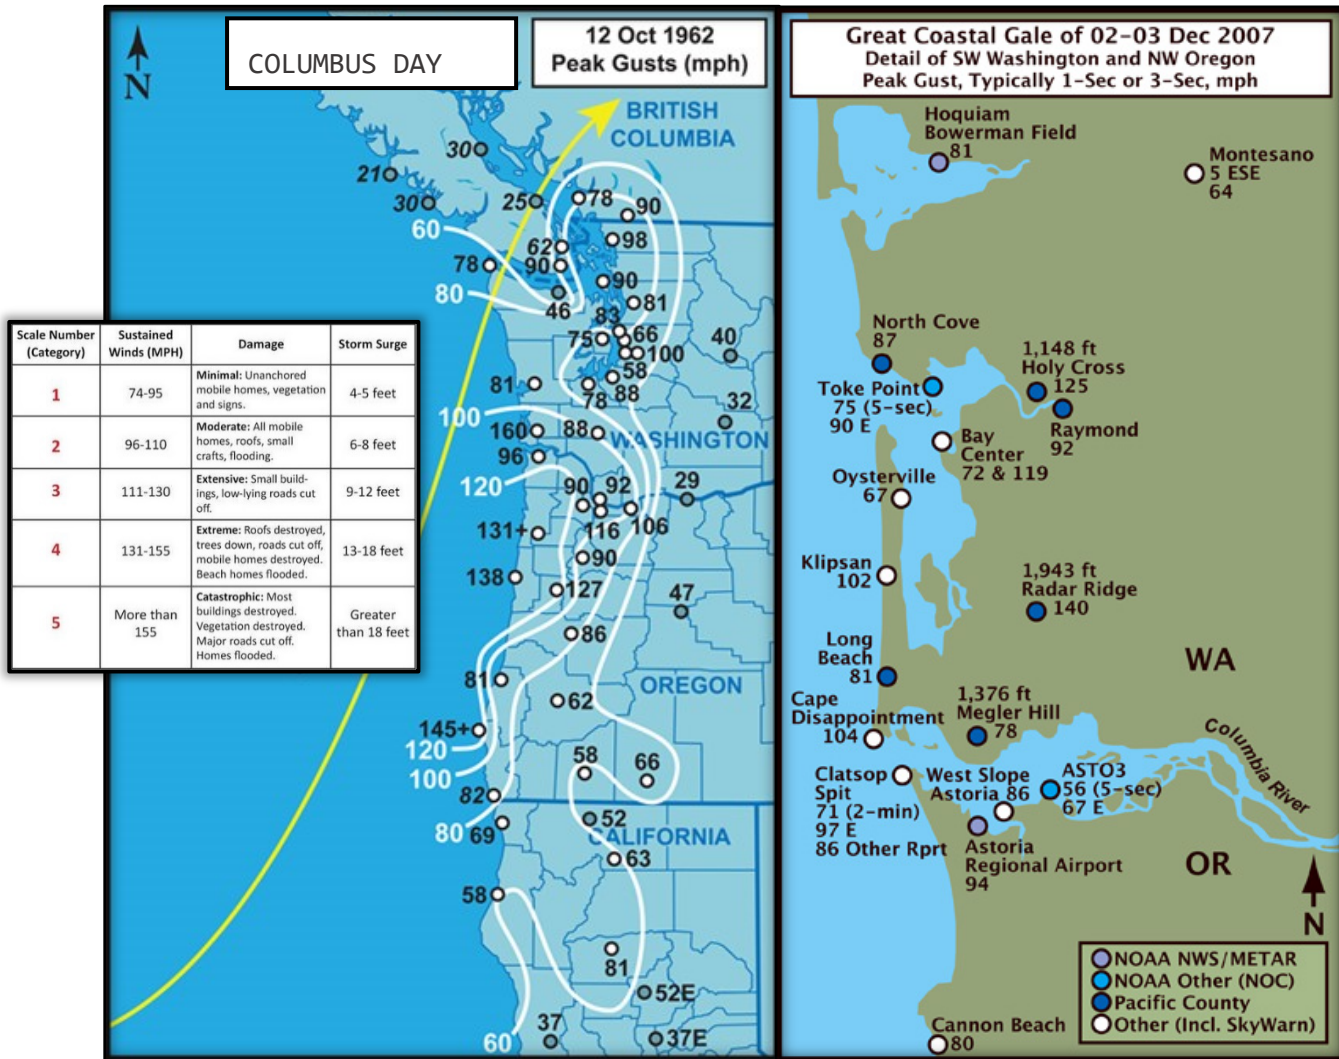 COLUMBUS DAY
12 Oct 1962
Peak Gusts (mph)
N
BRITISH
COLUMBIA
30
21
30
25
78
90
60
62
98
78
90
90
80
46
81
83
66
75
100
40
58
81
78
88
32
100
160
88
WASHINGTON
96
120
90
92
29
131+
116
106
90
138
127
47
86
81
OREGON
62
145+
120
100
58
66
82
80
69
52
CALIFORNIA
63
58
81
52E
37
37E
60
Scale Number
(Category)
Sustained
Winds (MPH)
Damage
Storm Surge
1
74-95
Minimal: Unanchored
mobile homes, vegetation
and signs.
4-5 feet
2
96-110
Moderate: All mobile
homes, roofs, small
crafts, flooding.
6-8 feet
3
111-130
Extensive: Small build-
ings, low-lying roads cut
off.
9-12 feet
4
131-155
Extreme: Roofs destroyed,
trees down, roads cut off,
mobile homes destroyed.
Beach homes flooded.
13-18 feet
5
More than
155
Catastrophic: Most
buildings destroyed.
Vegetation destroyed.
Major roads cut off.
Homes flooded.
Greater
than 18 feet
Great Coastal Gale of 02-03 Dec 2007
Detail of SW Washington and NW Oregon
Peak Gust, Typically 1-Sec or 3-Sec, mph
Hoquiam
Bowerman Field
81
Montesano
5 ESE
64
North Cove
87
1,148 ft
Holy Cross
125
Toke Point
75 (5-sec)
90 E
Raymond
92
Bay
Center
72 & 119
Oysterville
67
Klipsan
102
1,943 ft
Radar Ridge
140
Long
Beach
81
WA
Cape
Disappointment
104
1,376 ft
Megler Hill
78
Columbia River
Clatsop
Spit
71 (2-min)
97 E
86 Other Rprt
West Slope
Astoria 86
ASTO3
56 (5-sec)
67 E
Astoria
Regional Airport
94
OR
N
NOAA NWS/METAR
NOAA Other (NOC)
Pacific County
Other (Incl. SkyWarn)
Cannon Beach
80